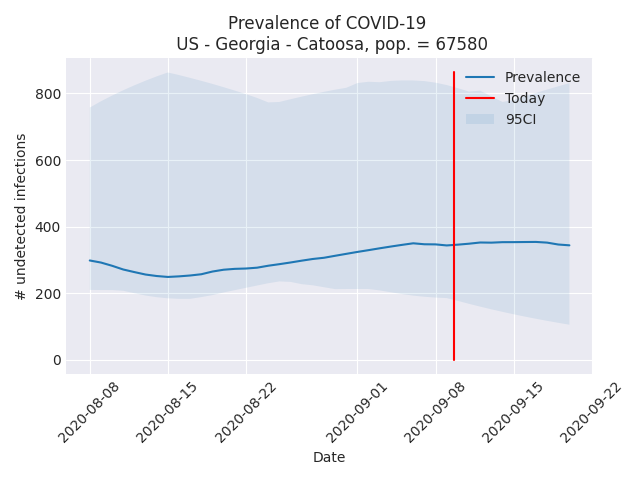 Prevalence of COVID-19
US - Georgia - Catoosa, pop. = 67580
Prevalence
Today
95CI
# undetected infections
800
600
400
200
0
2020-08-08
2020-08-15
2020-08-22
2020-09-01
2020-09-08
2020-09-15
2020-09-22
Date